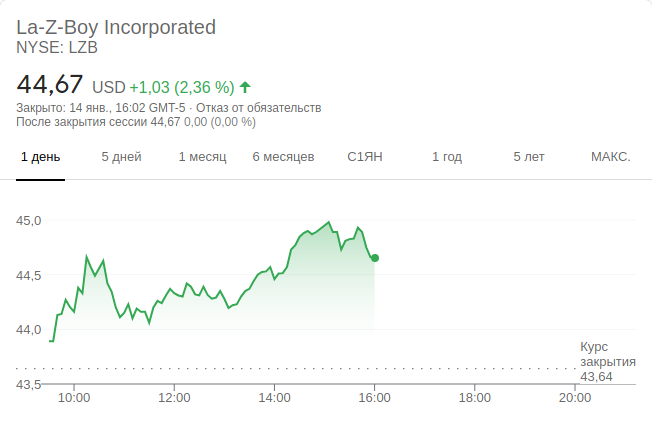 La-Z-Boy Incorporated
NYSE: LZB
44,67 USD +1,03 (2,36 %)
Закрыто: 14 янв., 16:02 GMT-5 · Отказ от обязательств
После закрытия сессии 44,67 0,00 (0,00 %)
1 день 5 дней 1 месяц 6 месяцев С1ЯН 1 год 5 лет МАКС.
45,0
44,5
44,0
Курс
закрытия
43,64
43,5
10:00 12:00 14:00 16:00 18:00 20:00